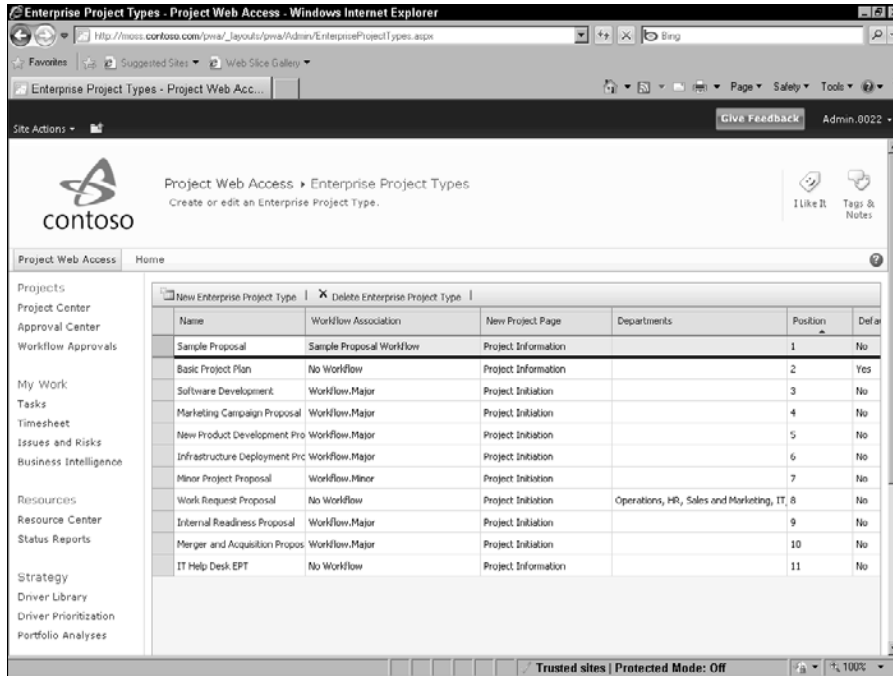 Enterprise Project Types - Project Web Access - Windows Internet Explorer
http://moss.contoso.com/pwa/_layouts/pwa/Admin/EnterpriseProjectTypes.aspx
Bing
Favorites Suggested Sites Web Slice Gallery
Enterprise Project Types - Project Web Acc...
Page Safety Tools
Site Actions
Give Feedback Admin.8022
contoso
Project Web Access Enterprise Project Types
Create or edit an Enterprise Project Type.
I Like It
Tags & Notes
Project Web Access Home
Projects
Project Center
Approval Center
Workflow Approvals
My Work
Tasks
Timesheet
Issues and Risks
Business Intelligence
Resources
Resource Center
Status Reports
Strategy
Driver Library
Driver Prioritization
Portfolio Analyses
New Enterprise Project Type | X Delete Enterprise Project Type |
Name Workflow Association New Project Page Departments Position Defa
Sample Proposal Sample Proposal Workflow Project Information 1 No
Basic Project Plan No Workflow Project Information 2 Yes
Software Development Workflow.Major Project Initiation 3 No
Marketing Campaign Proposal Workflow.Major Project Initiation 4 No
New Product Development Pro Workflow.Major Project Initiation 5 No
Infrastructure Deployment Prc Workflow.Major Project Initiation 6 No
Minor Project Proposal Workflow.Minor Project Initiation 7 No
Work Request Proposal No Workflow Project Initiation Operations, HR, Sales and Marketing, IT, 8 No
Internal Readiness Proposal Workflow.Major Project Initiation 9 No
Merger and Acquisition Propos Workflow.Major Project Initiation 10 No
IT Help Desk EPT No Workflow Project Information 11 No
Trusted sites | Protected Mode: Off
100%